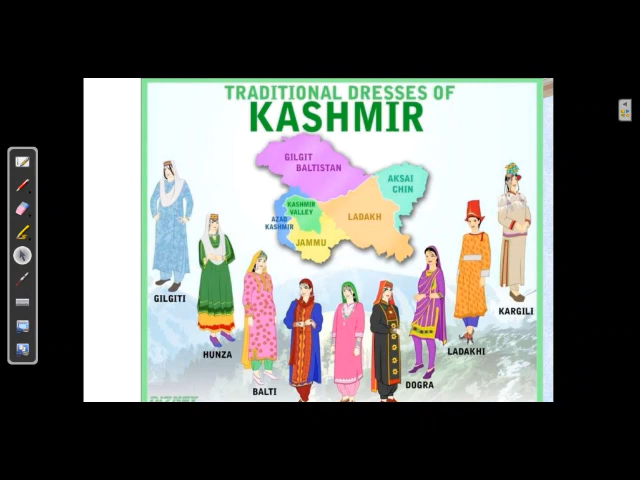 TRADITIONAL DRESSES OF
KASHMIR
GILGIT
BALTISTAN
AKSAI
CHIN
KASHMIR
VALLEY
AZAD
KASHMIR
LADAKH
JAMMU
GILGITI
HUNZA
BALTI
DOGRA
LADAKHI
KARGILI